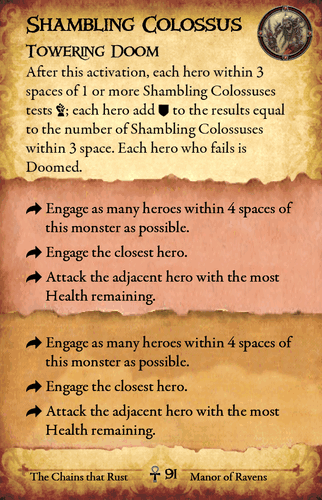 Shambling Colossus
Towering Doom
After this activation, each hero within 3
spaces of 1 or more Shambling Colossuses
tests ; each hero add to the results equal
to the number of Shambling Colossuses
within 3 space. Each hero who fails is
Doomed.
Engage as many heroes within 4 spaces of
this monster as possible.
Engage the closest hero.
Attack the adjacent hero with the most
Health remaining.
Engage as many heroes within 4 spaces of
this monster as possible.
Engage the closest hero.
Attack the adjacent hero with the most
Health remaining.
The Chains that Rust 91 Manor of Ravens